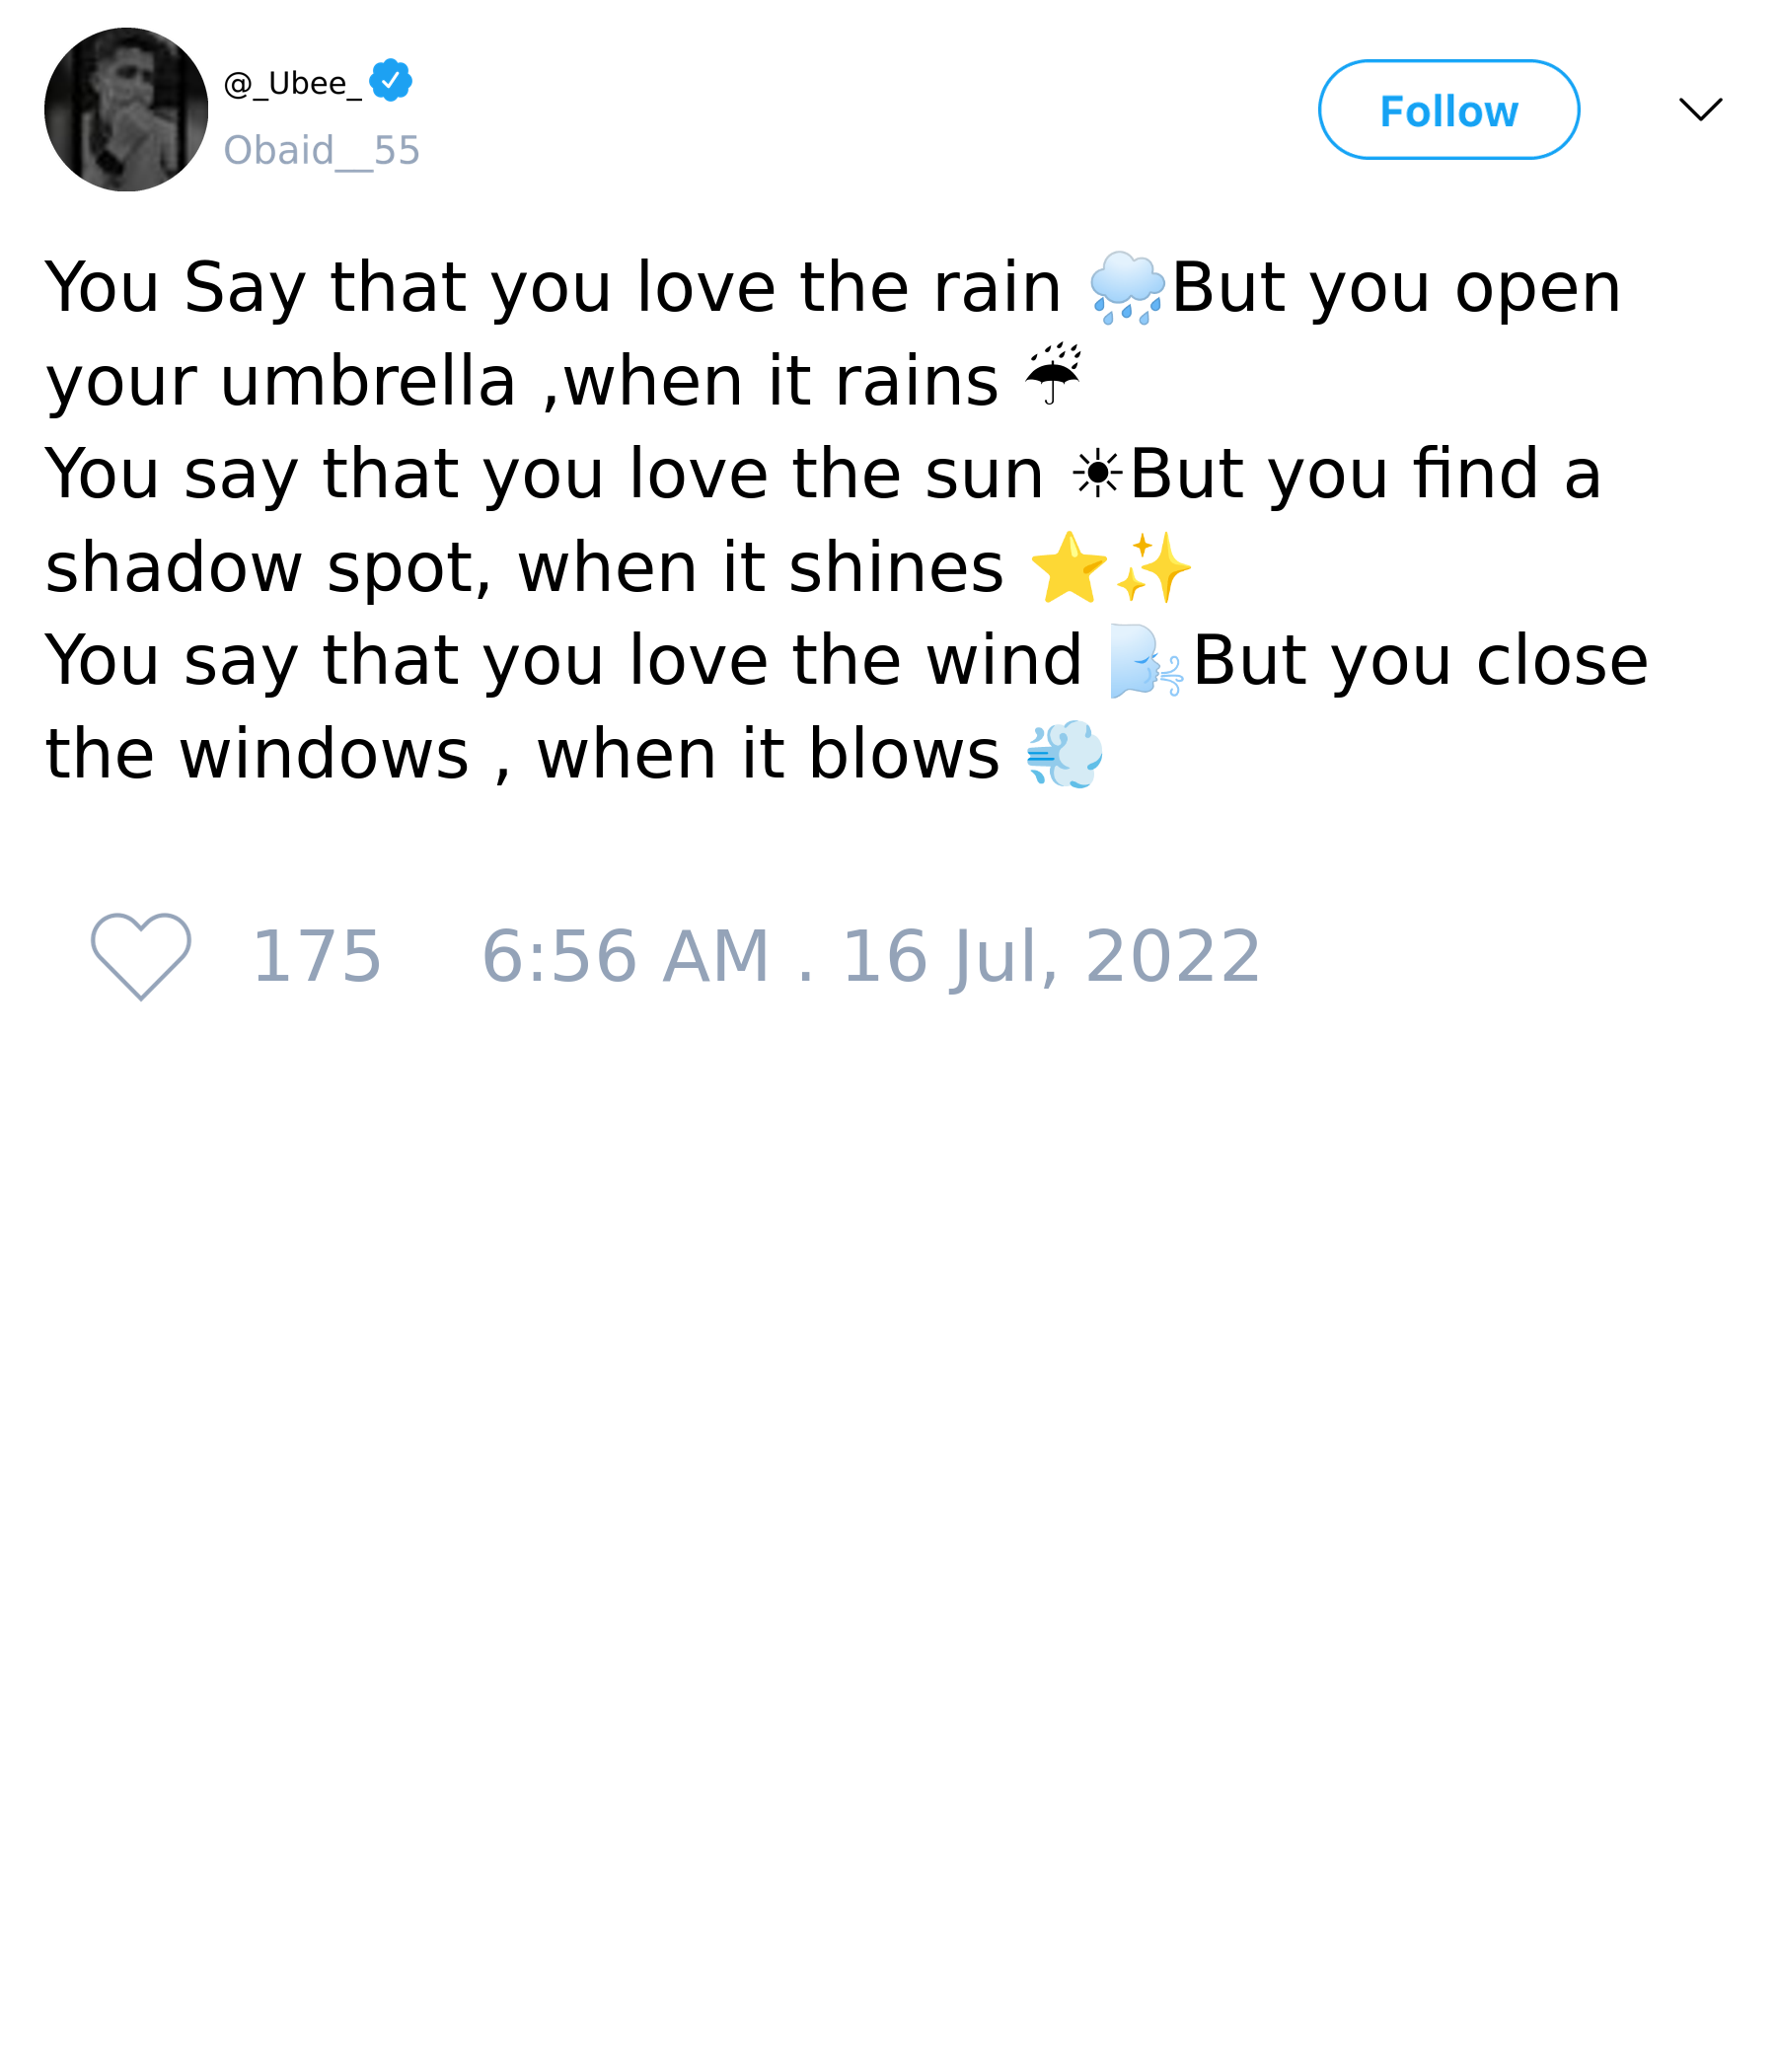 @_Ubee_
Obaid__55
Follow
You Say that you love the rain 🌧️But you open
your umbrella ,when it rains ☔
You say that you love the sun ☀But you find a
shadow spot, when it shines ⭐✨
You say that you love the wind 🌬️But you close
the windows , when it blows 💨
175 6:56 AM . 16 Jul, 2022